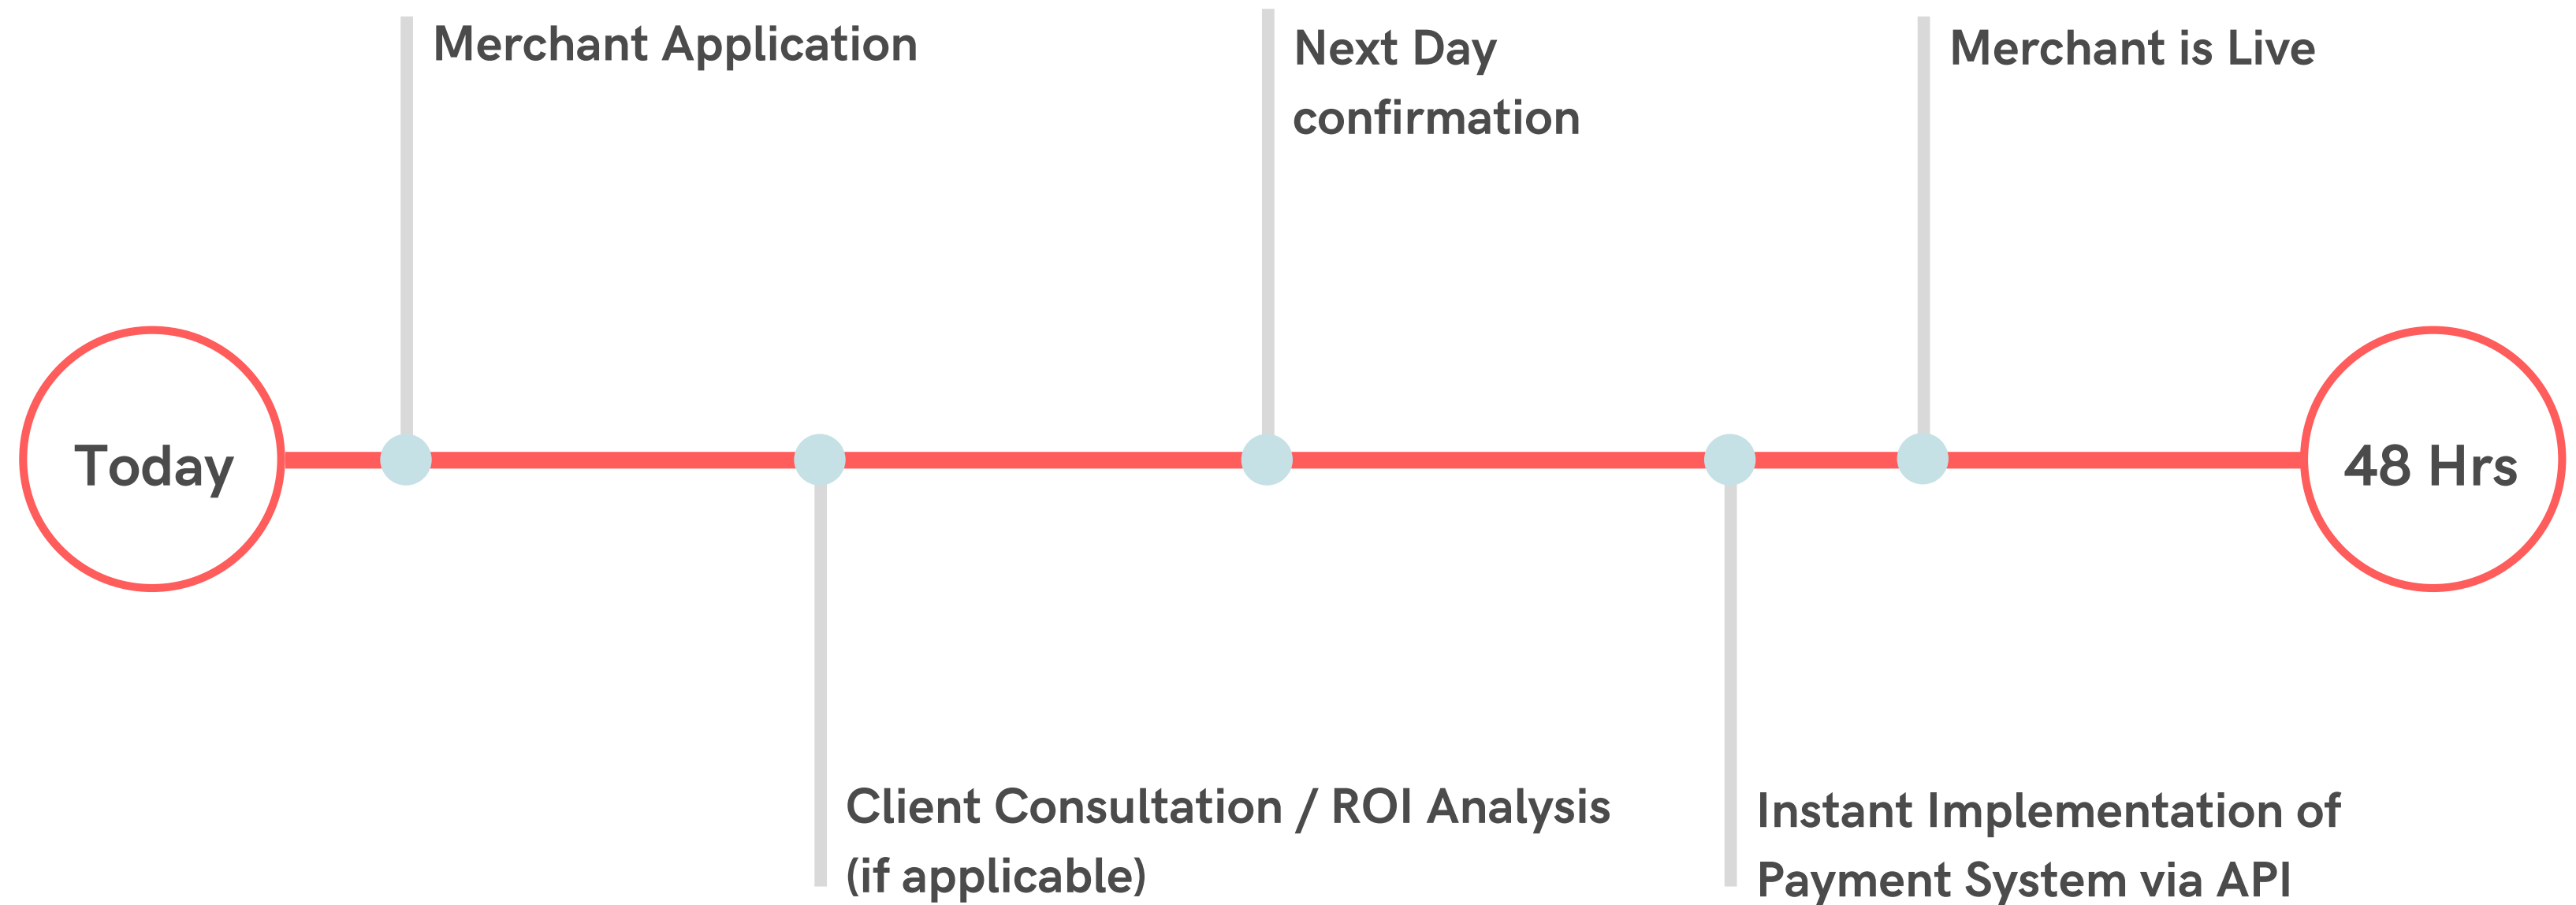 Merchant Application
Next Day
confirmation
Merchant is Live
Today
48 Hrs
Client Consultation / ROI Analysis
(if applicable)
Instant Implementation of
Payment System via API